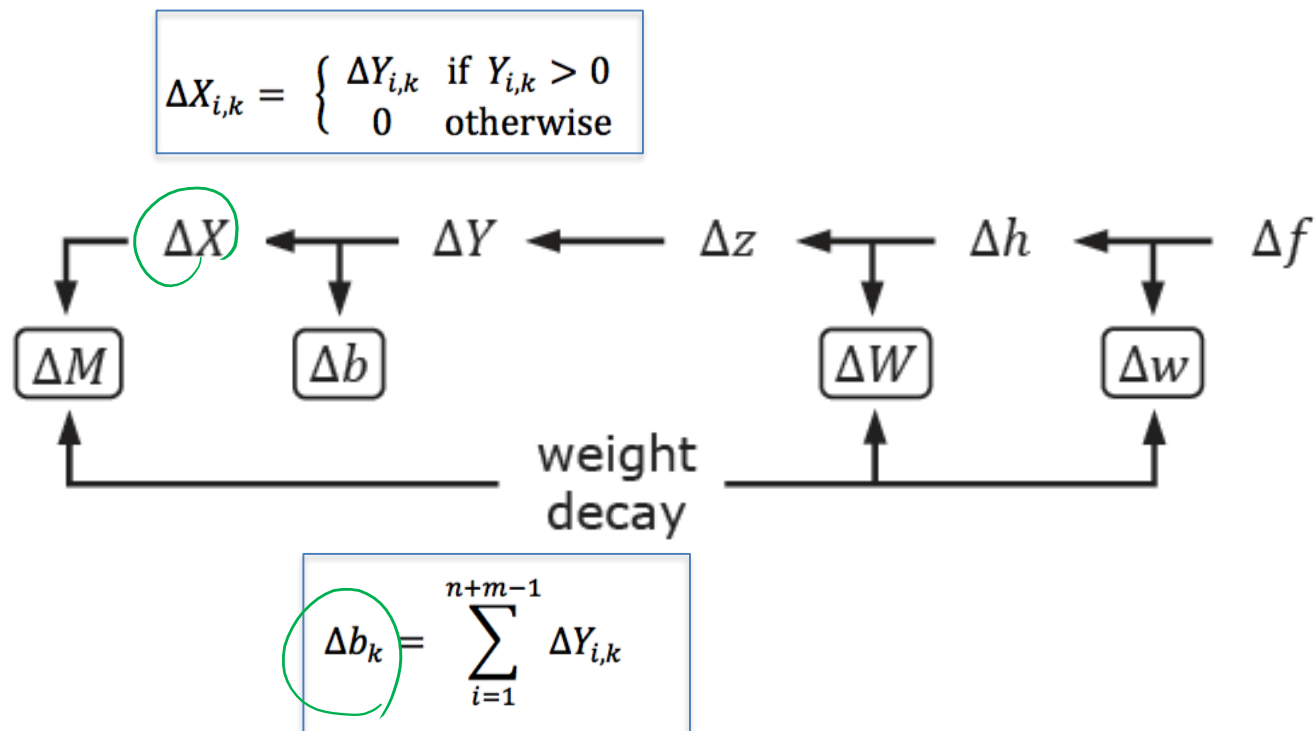 ΔX_{i,k} = { ΔY_{i,k} if Y_{i,k} > 0
0 otherwise
ΔX ΔY Δz Δh Δf
ΔM Δb ΔW Δw
weight
decay
Δb_k = \sum_{i=1}^{n+m−1} ΔY_{i,k}